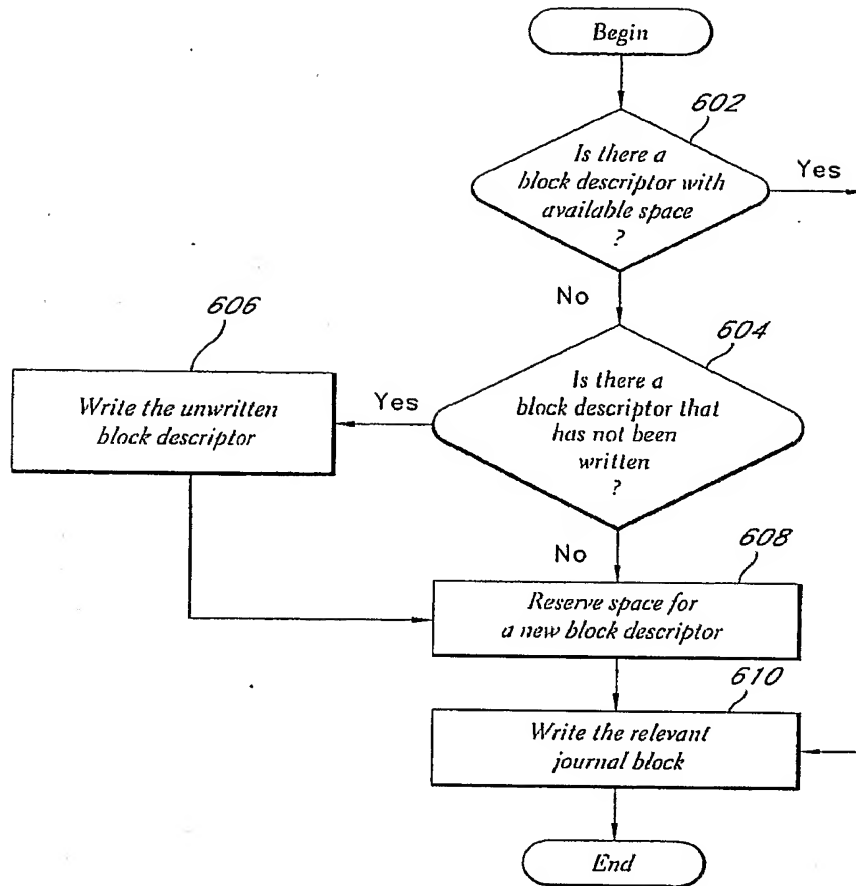 Begin
602
Is there a
block descriptor with
available space
?
Yes
No
606
604
Write the unwritten
block descriptor
Yes
Is there a
block descriptor that
has not been
written
?
No
608
Reserve space for
a new block descriptor
610
Write the relevant
journal block
End